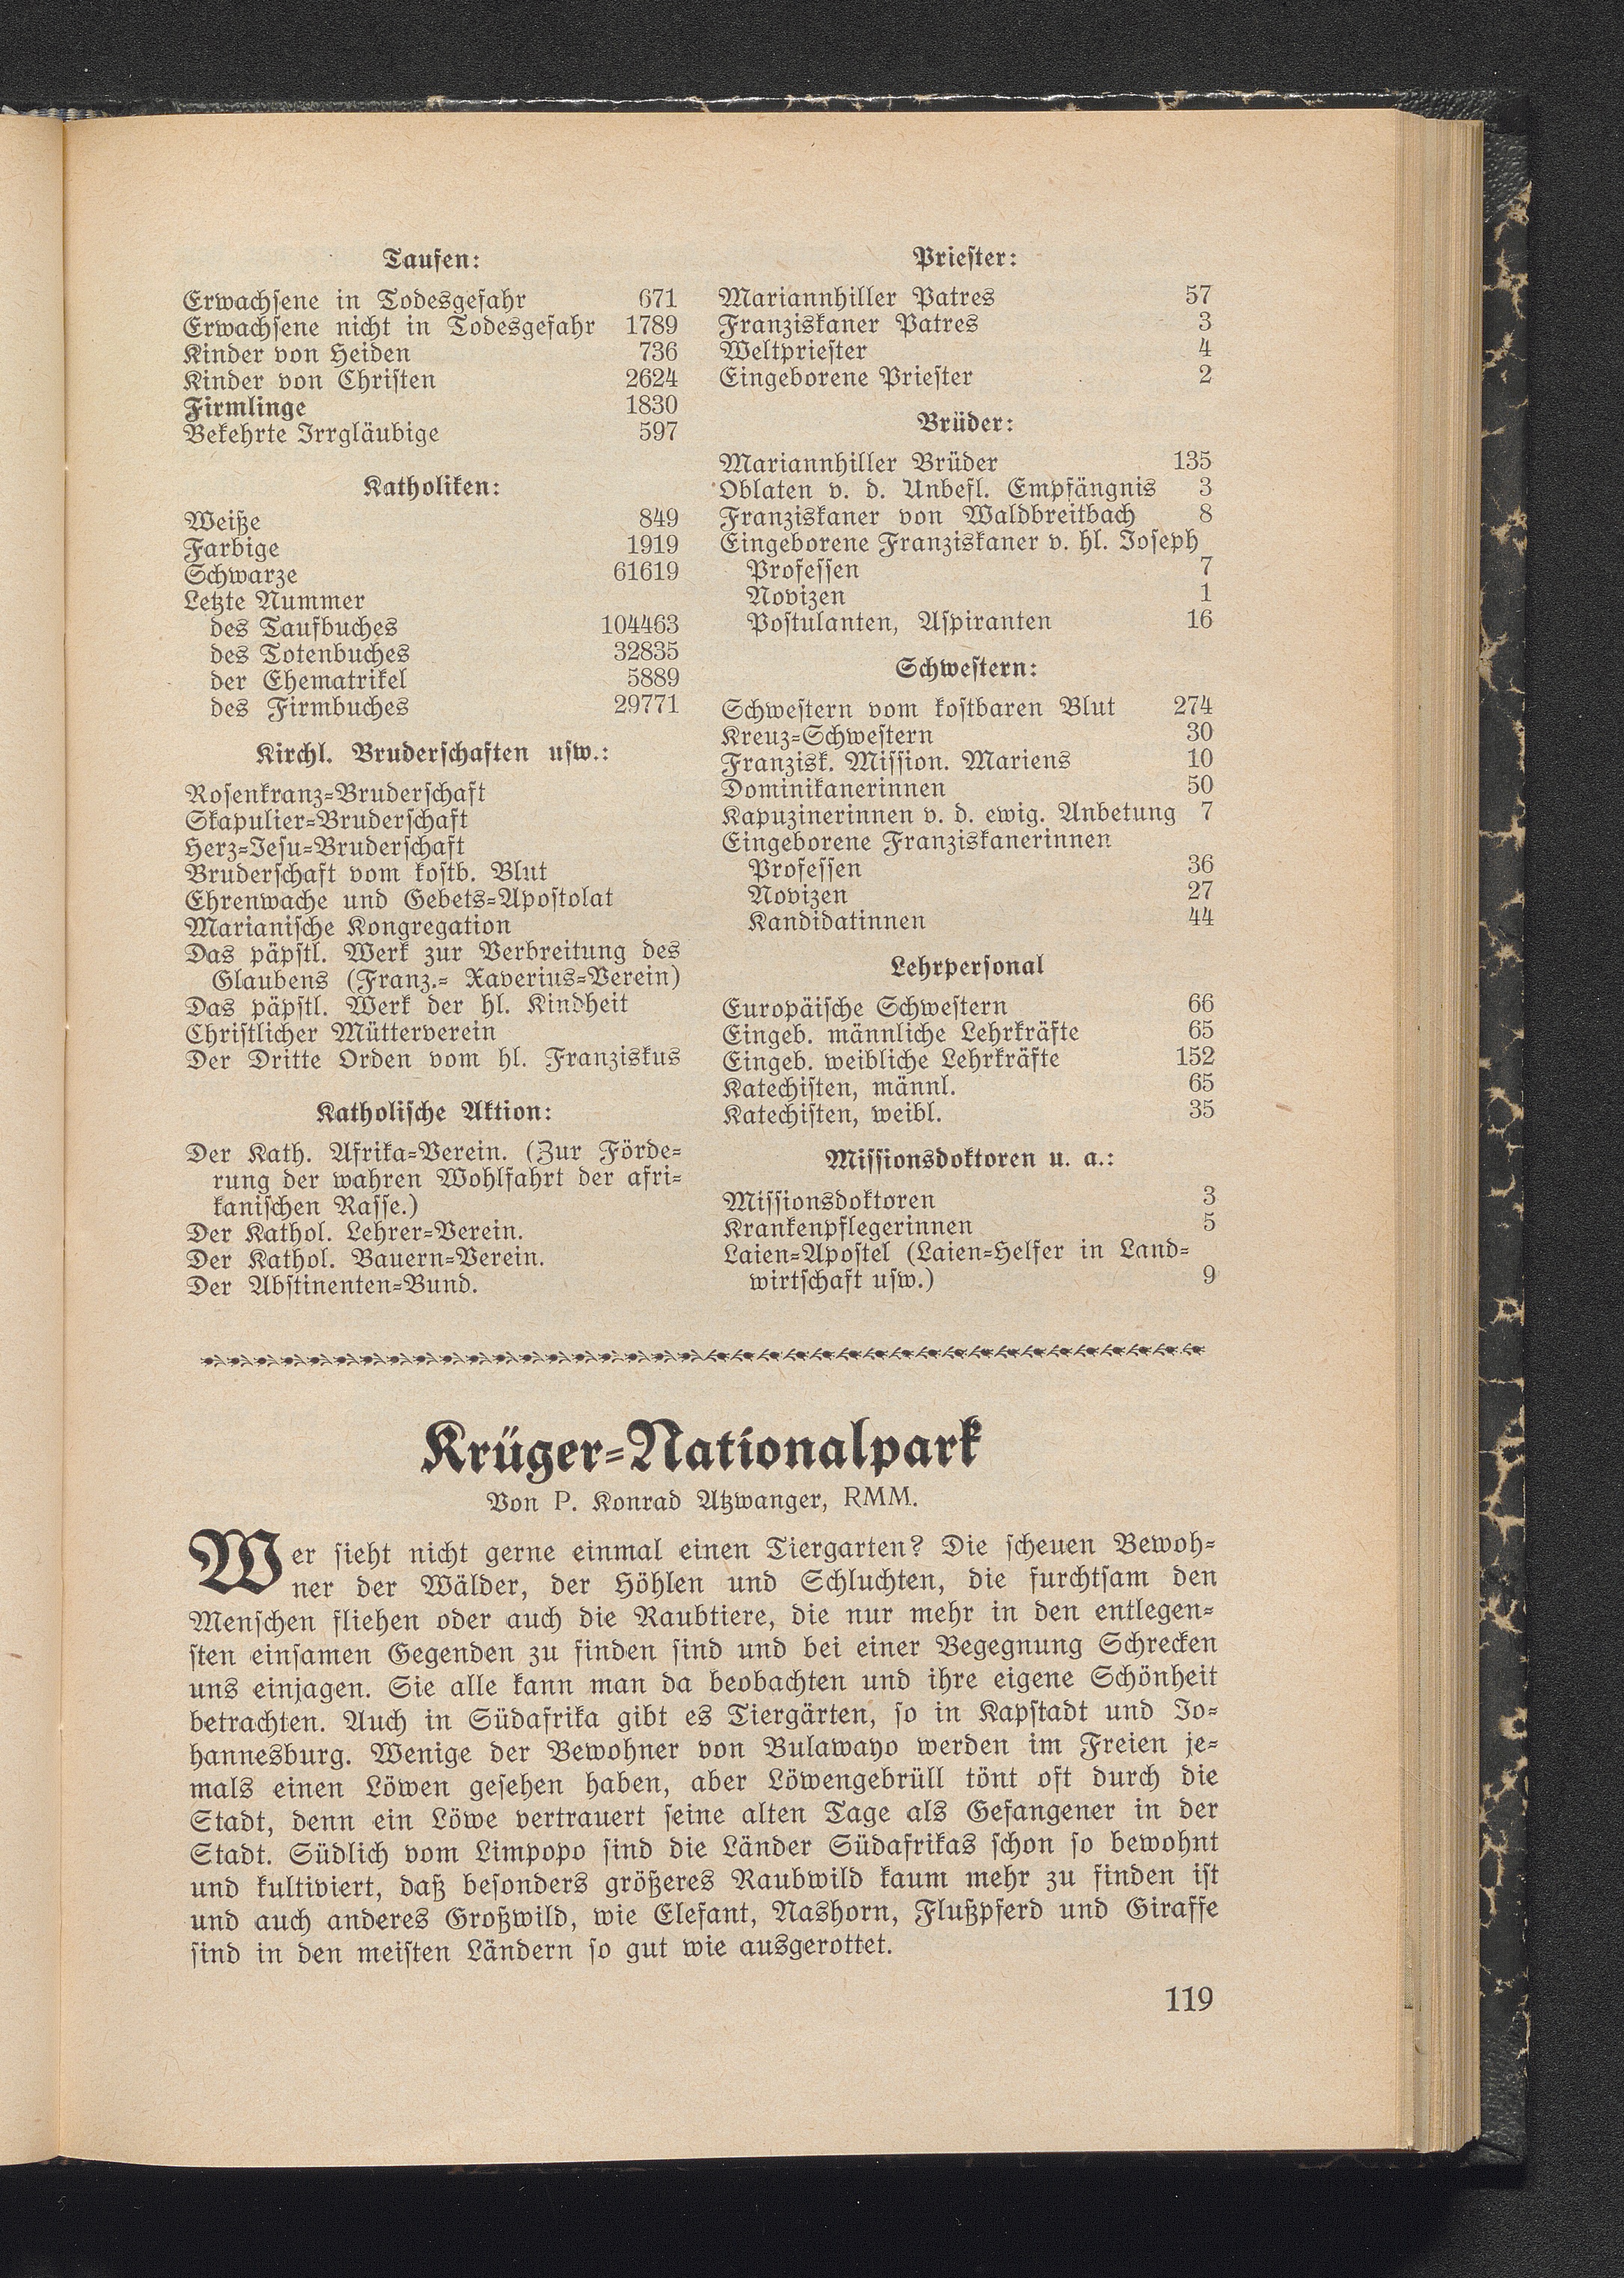 Taufen:
Erwachsene in Todesgefahr 671
Erwachsene nicht in Todesgefahr 1789
Kinder von Heiden 736
Kinder von Christen 2624
Firmlinge 1830
Bekehrte Irrgläubige 597
Katholiken:
Weiße 849
Farbige 1919
Schwarze 61619
Letzte Nummer
des Taufbuches 104463
des Totenbuches 32835
der Ehematrikel 5889
des Firmbuches 29771
Kirchl. Bruderschaften usw.:
Rosenkranz-Bruderschaft
Skapulier-Bruderschaft
Herz-Jesu-Bruderschaft
Bruderschaft vom kostb. Blut
Ehrenwache und Gebets-Apostolat
Marianische Kongregation
Das päpstl. Werk zur Verbreitung des
Glaubens (Franz.- Xaverius-Verein)
Das päpstl. Werk der hl. Kindheit
Christlicher Mütterverein
Der Dritte Orden vom hl. Franziskus
Katholische Aktion:
Der Kath. Afrika-Verein. (Zur Förde-
rung der wahren Wohlfahrt der afri-
kanischen Rasse.)
Der Kathol. Lehrer-Verein.
Der Kathol. Bauern-Verein.
Der Abstinenten-Bund.
Priester:
Mariannhiller Patres 57
Franziskaner Patres 3
Weltpriester 4
Eingeborene Priester 2
Brüder:
Mariannhiller Brüder 135
Oblaten v. d. Unbefl. Empfängnis 3
Franziskaner von Waldbreitbach 8
Eingeborene Franziskaner v. hl. Joseph
Professen 7
Novizen 1
Postulanten, Aspiranten 16
Schwestern:
Schwestern vom kostbaren Blut 274
Kreuz-Schwestern 30
Franzisk. Mission. Mariens 10
Dominikanerinnen 50
Kapuzinerinnen v. d. ewig. Anbetung 7
Eingeborene Franziskanerinnen
Professen 36
Novizen 27
Kandidatinnen 44
Lehrpersonal
Europäische Schwestern 66
Eingeb. männliche Lehrkräfte 65
Eingeb. weibliche Lehrkräfte 152
Katechisten, männl. 65
Katechisten, weibl. 35
Missionsdoktoren u. a.:
Missionsdoktoren 3
Krankenpflegerinnen 5
Laien-Apostel (Laien-Helfer in Land-
wirtschaft usw.) 9
Krüger-Nationalpark
Von P. Konrad Atzwanger, RMM.
Wer sieht nicht gerne einmal einen Tiergarten? Die scheuen Bewoh-
ner der Wälder, der Höhlen und Schluchten, die furchtsam den
Menschen fliehen oder auch die Raubtiere, die nur mehr in den entlegen-
sten einsamen Gegenden zu finden sind und bei einer Begegnung Schrecken
uns einjagen. Sie alle kann man da beobachten und ihre eigene Schönheit
betrachten. Auch in Südafrika gibt es Tiergärten, so in Kapstadt und Jo-
hannesburg. Wenige der Bewohner von Bulawayo werden im Freien je-
mals einen Löwen gesehen haben, aber Löwengebrüll tönt oft durch die
Stadt, denn ein Löwe vertrauert seine alten Tage als Gefangener in der
Stadt. Südlich vom Limpopo sind die Länder Südafrikas schon so bewohnt
und kultiviert, daß besonders größeres Raubwild kaum mehr zu finden ist
und auch anderes Großwild, wie Elefant, Nashorn, Flußpferd und Giraffe
sind in den meisten Ländern so gut wie ausgerottet.
119